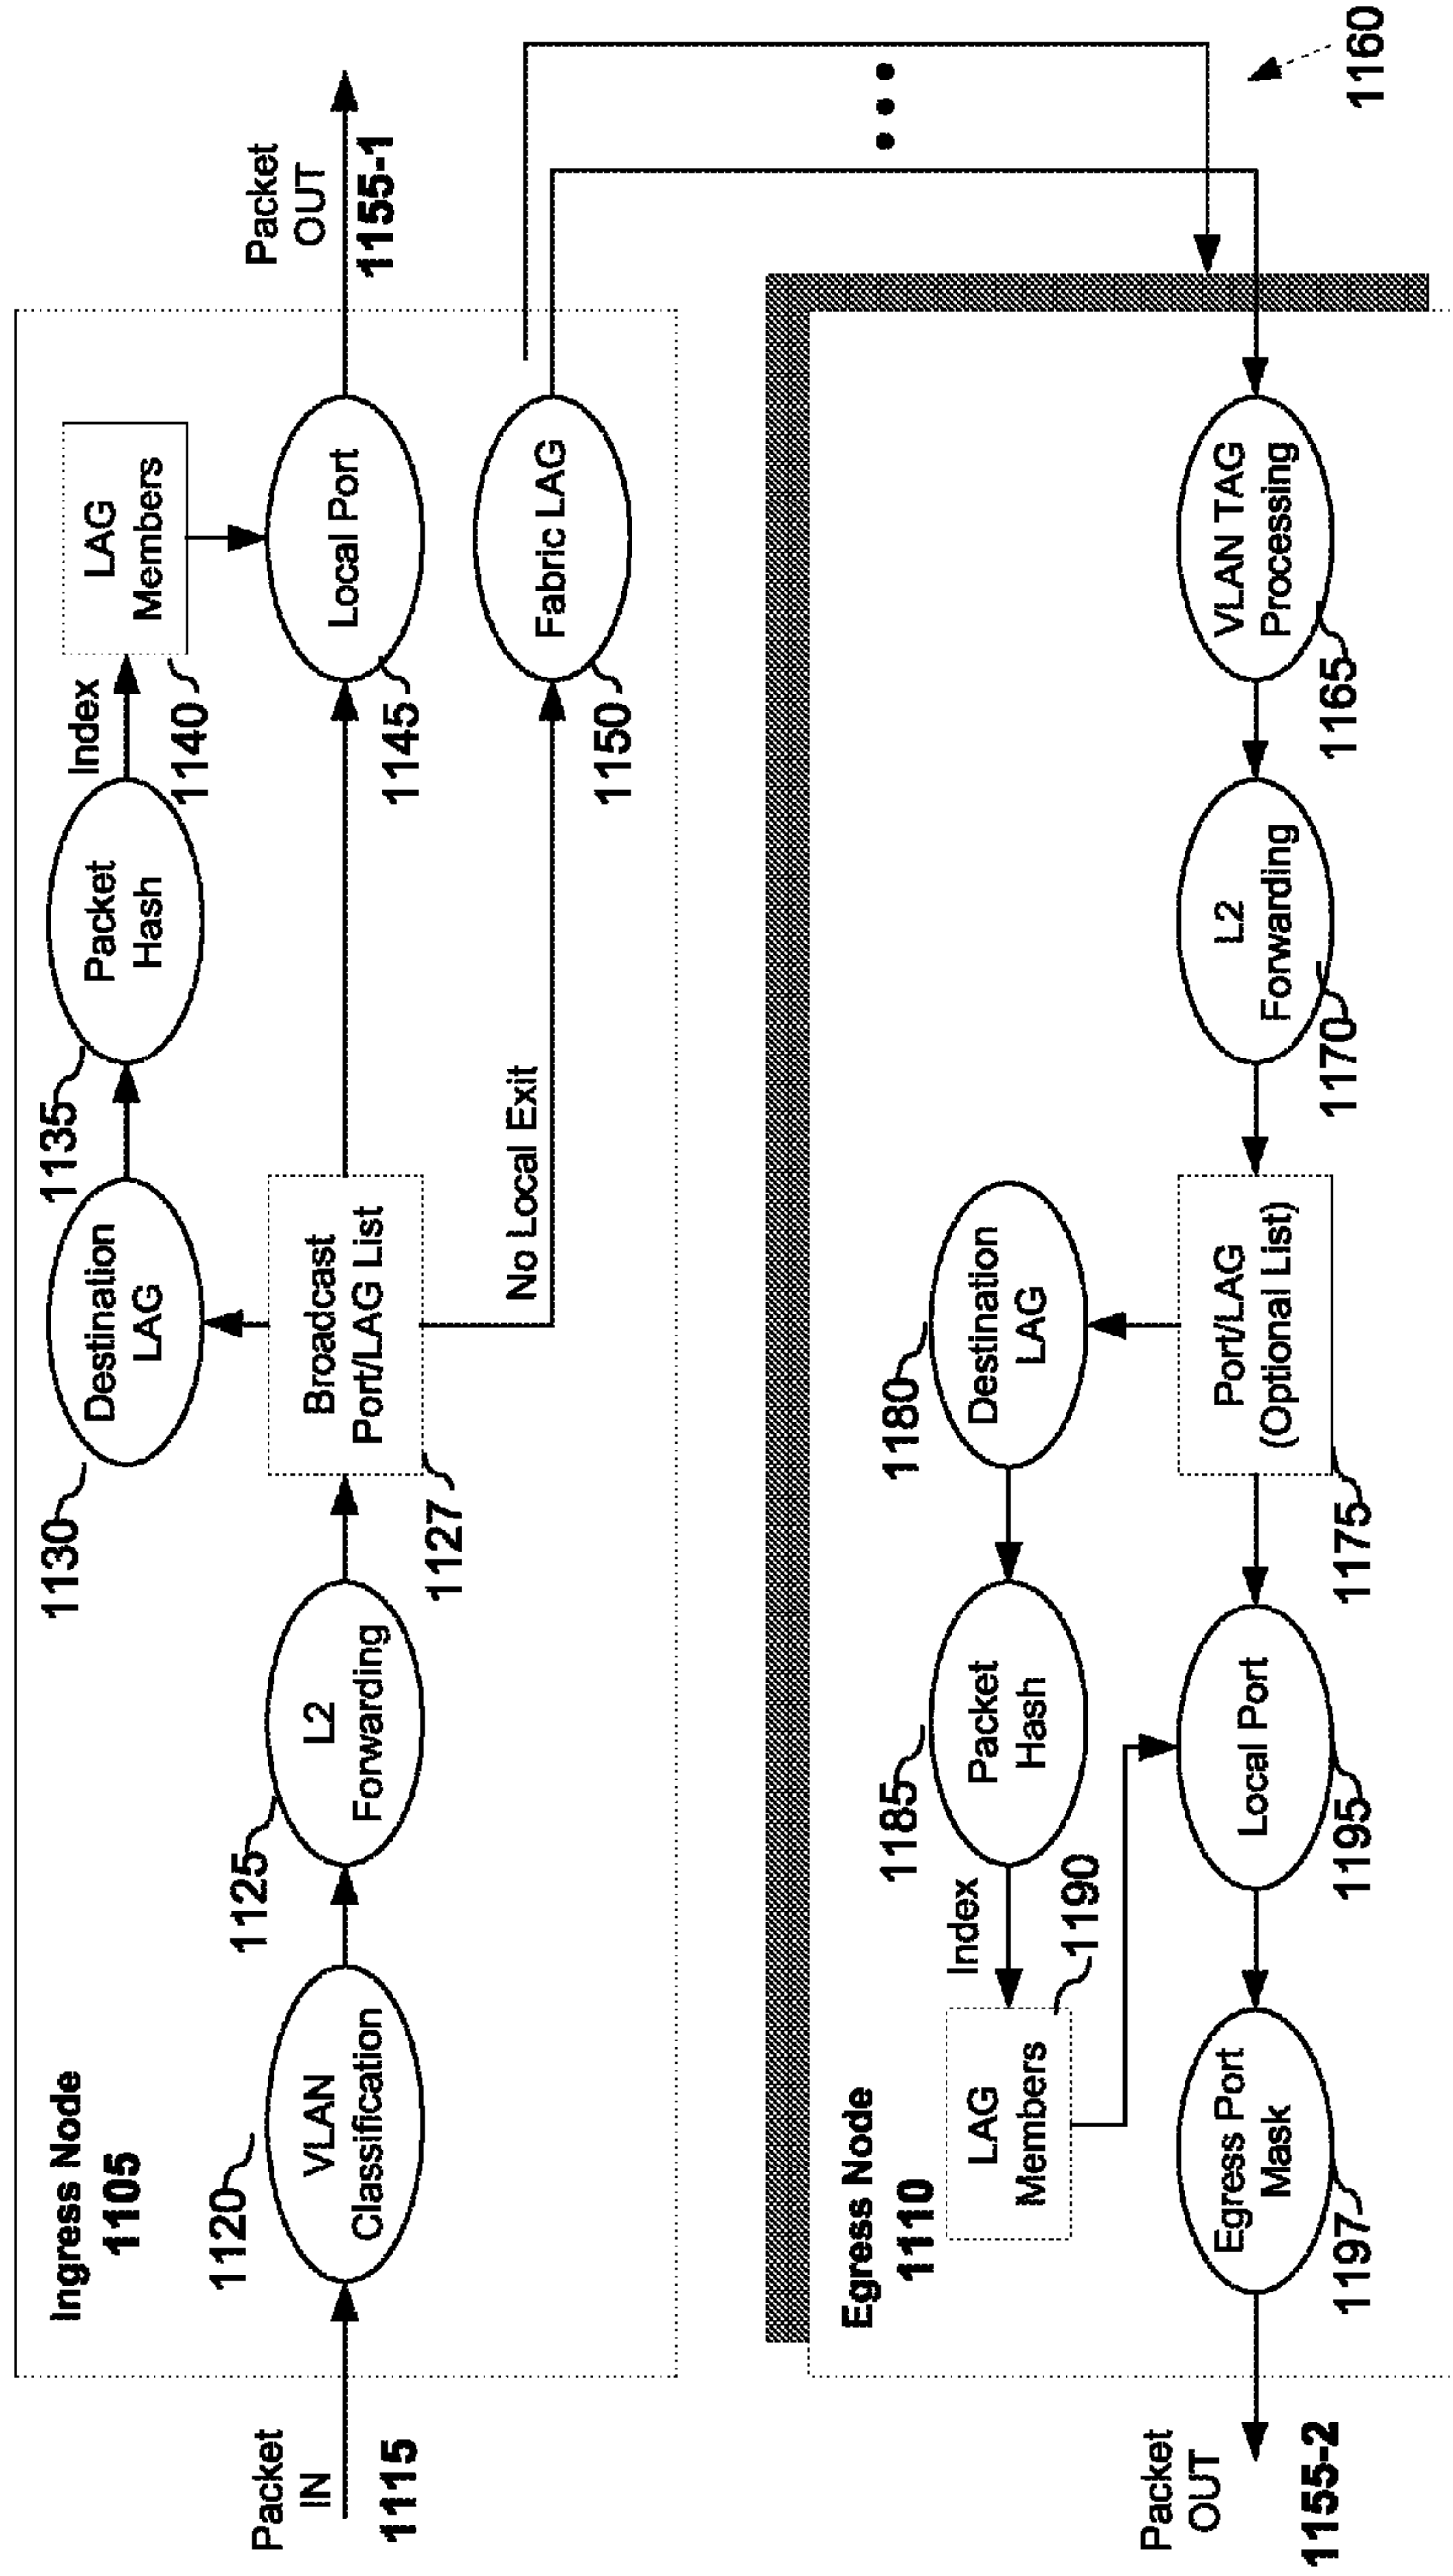 Ingress Node
1105
Packet
IN
1115
1120
VLAN
Classification
1125
L2
Forwarding
1127
Broadcast
Port/LAG List
1130
Destination
LAG
1135
Packet
Hash
Index
1140
LAG
Members
1145
Local Port
No Local Exit
1150
Fabric LAG
Packet
OUT
1155-1
1160
Egress Node
1110
VLAN TAG
Processing
1165
L2
Forwarding
1170
Port/LAG
(Optional List)
1175
1180
Destination
LAG
1185
Packet
Hash
Index
1190
LAG
Members
Local Port
1195
Egress Port
Mask
1197
Packet
OUT
1155-2